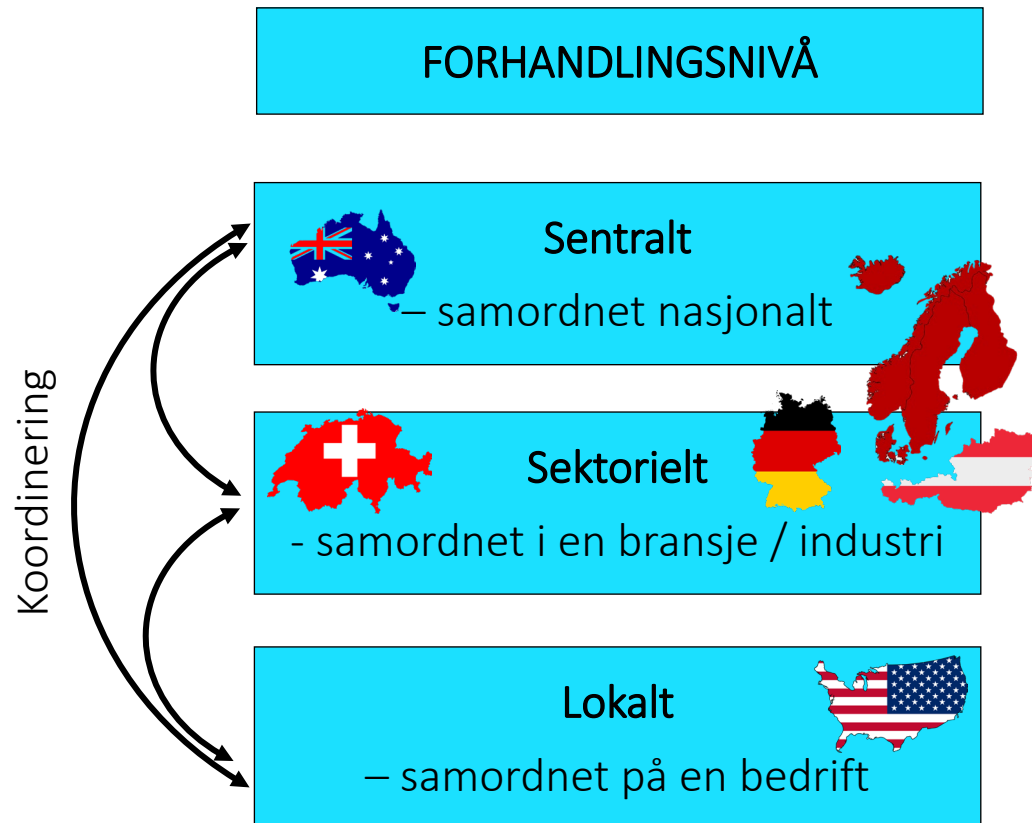 FORHANDLINGSNIVÅ
Sentralt
– samordnet nasjonalt
Koordinering
Sektorielt
- samordnet i en bransje / industri
Lokalt
– samordnet på en bedrift